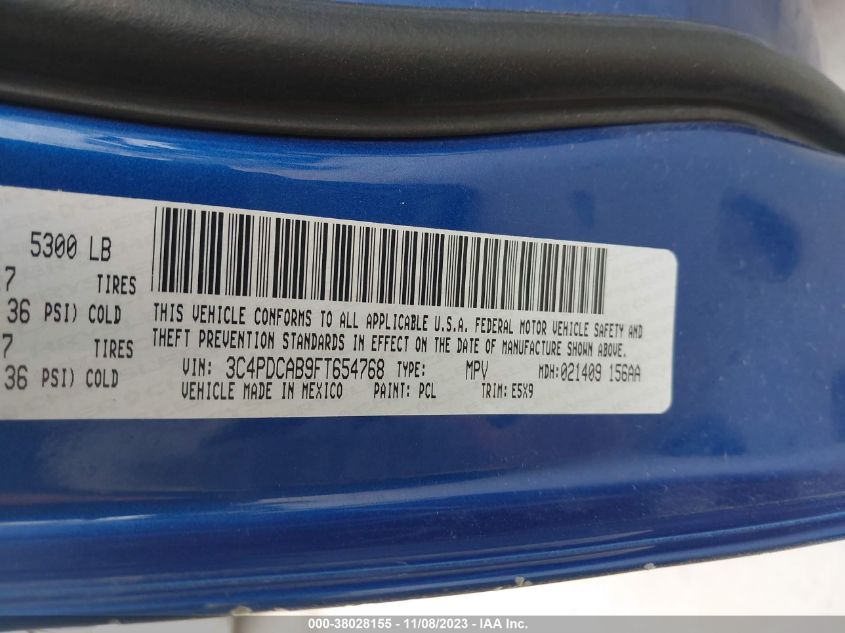 5300 LB
7 TIRES
36 PSI) COLD
7 TIRES
36 PSI) COLD
THIS VEHICLE CONFORMS TO ALL APPLICABLE U.S.A. FEDERAL MOTOR VEHICLE SAFETY AND
THEFT PREVENTION STANDARDS IN EFFECT ON THE DATE OF MANUFACTURE SHOWN ABOVE.
VIN: 3C4PDCAB9FT654768 TYPE: MPV MDH:021409 156AA
VEHICLE MADE IN MEXICO PAINT: PCL TRIM: E5X9
000-38028155 - 11/08/2023 - IAA Inc.